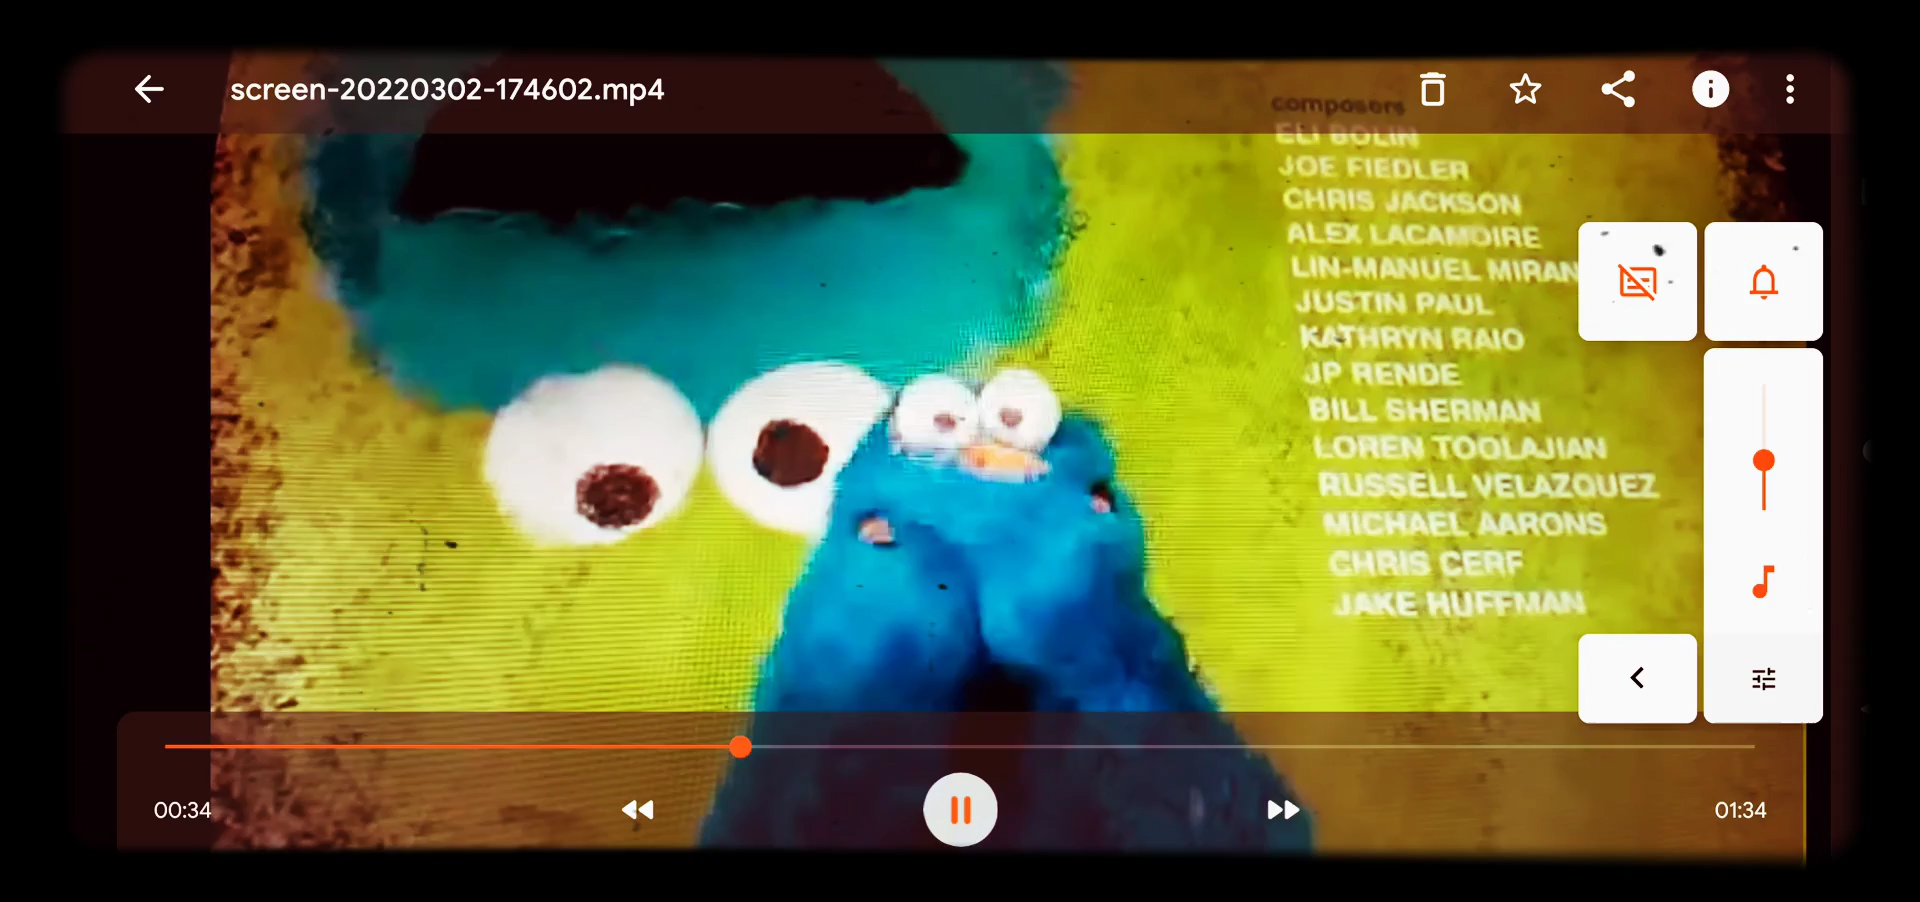 screen-20220302-174602.mp4
composers
ELI BOLIN
JOE FIEDLER
CHRIS JACKSON
ALEX LACAMOIRE
LIN-MANUEL MIRAN
JUSTIN PAUL
KATHRYN RAIO
JP RENDE
BILL SHERMAN
LOREN TOOLAJIAN
RUSSELL VELAZQUEZ
MICHAEL AARONS
CHRIS CERF
JAKE HUFFMAN
00:34
01:34